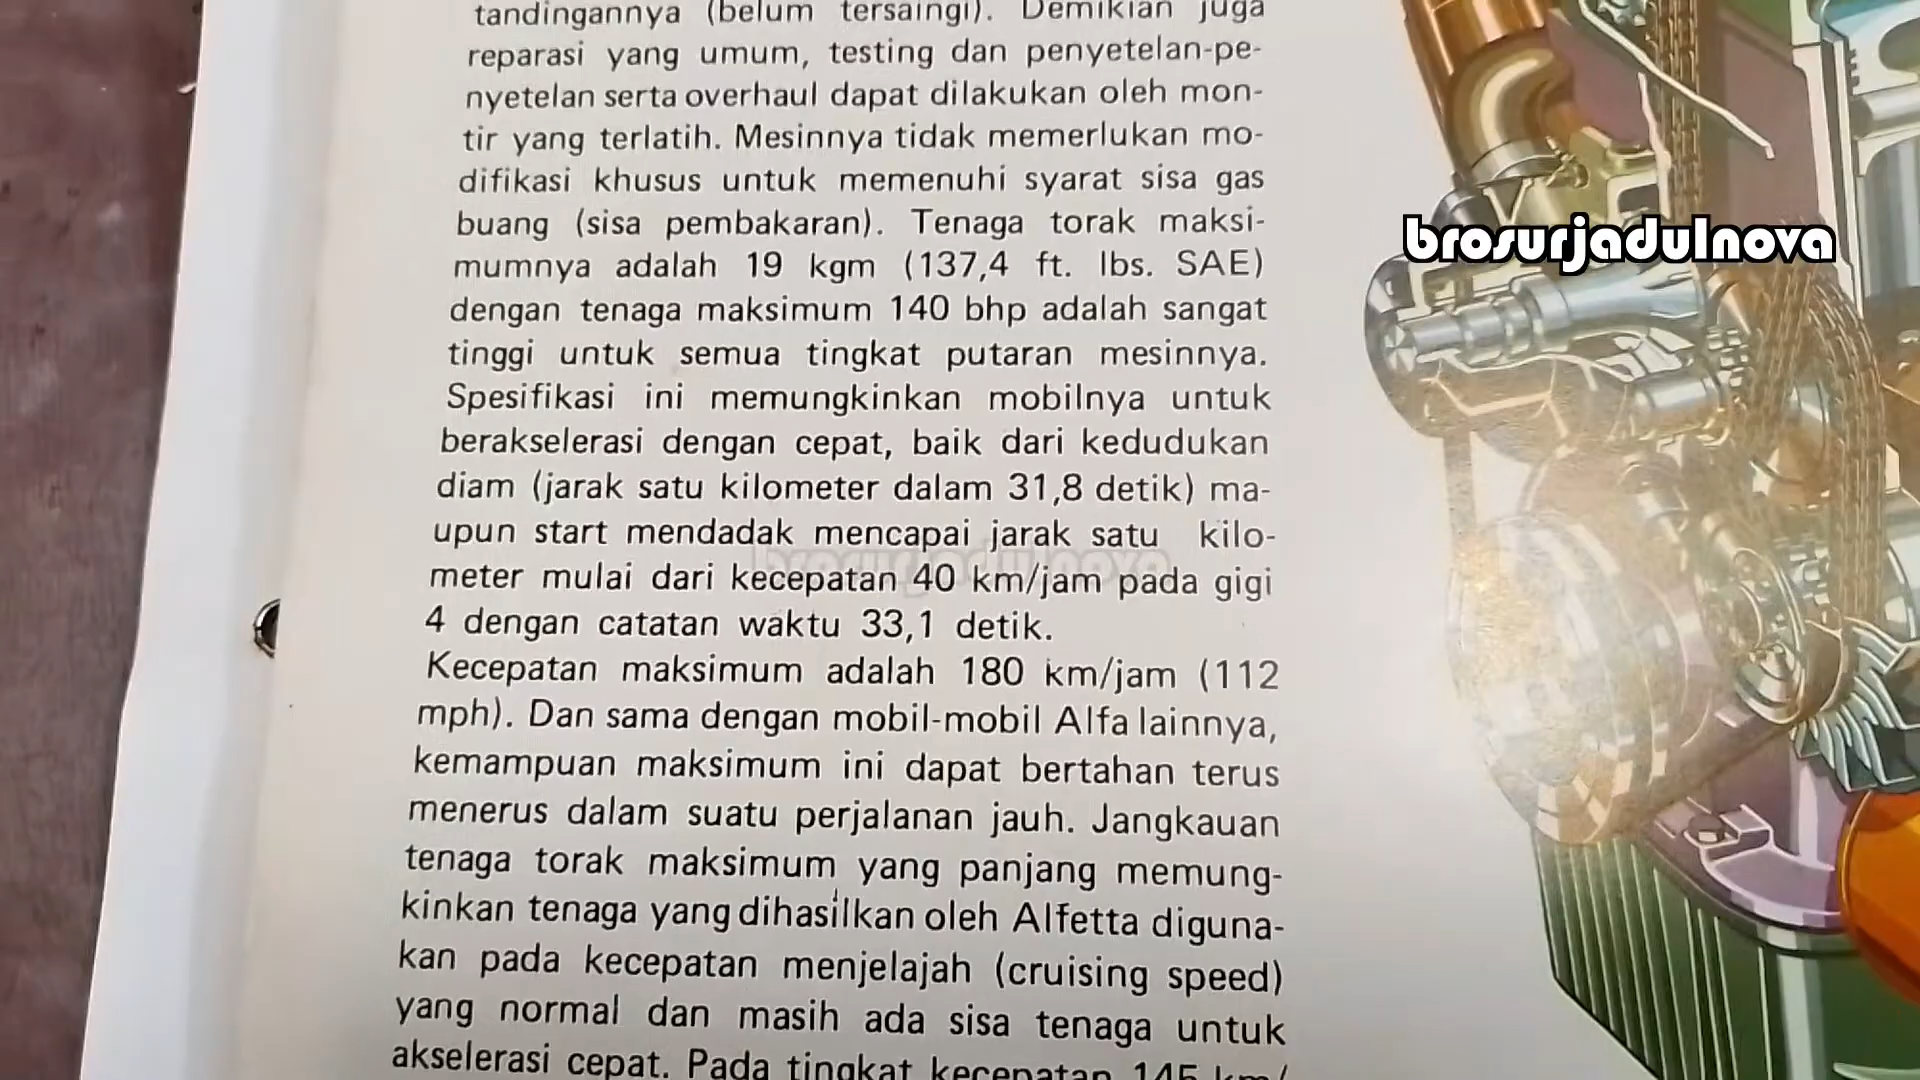 tandingannya (belum tersaingi). Demikian juga
reparasi yang umum, testing dan penyetelan-pe-
nyetelan serta overhaul dapat dilakukan oleh mon-
tir yang terlatih. Mesinnya tidak memerlukan mo-
difikasi khusus untuk memenuhi syarat sisa gas
buang (sisa pembakaran). Tenaga torak maksi-
mumnya adalah 19 kgm (137,4 ft. lbs. SAE)
dengan tenaga maksimum 140 bhp adalah sangat
tinggi untuk semua tingkat putaran mesinnya.
Spesifikasi ini memungkinkan mobilnya untuk
berakselerasi dengan cepat, baik dari kedudukan
diam (jarak satu kilometer dalam 31,8 detik) ma-
upun start mendadak mencapai jarak satu kilo-
meter mulai dari kecepatan 40 km/jam pada gigi
4 dengan catatan waktu 33,1 detik.
Kecepatan maksimum adalah 180 km/jam (112
mph). Dan sama dengan mobil-mobil Alfa lainnya,
kemampuan maksimum ini dapat bertahan terus
menerus dalam suatu perjalanan jauh. Jangkauan
tenaga torak maksimum yang panjang memung-
kinkan tenaga yang dihasilkan oleh Alfetta diguna-
kan pada kecepatan menjelajah (cruising speed)
yang normal dan masih ada sisa tenaga untuk
akselerasi cepat. Pada tingkat kecepatan 145 km/
brosurjadulnova
brosurjadulnova